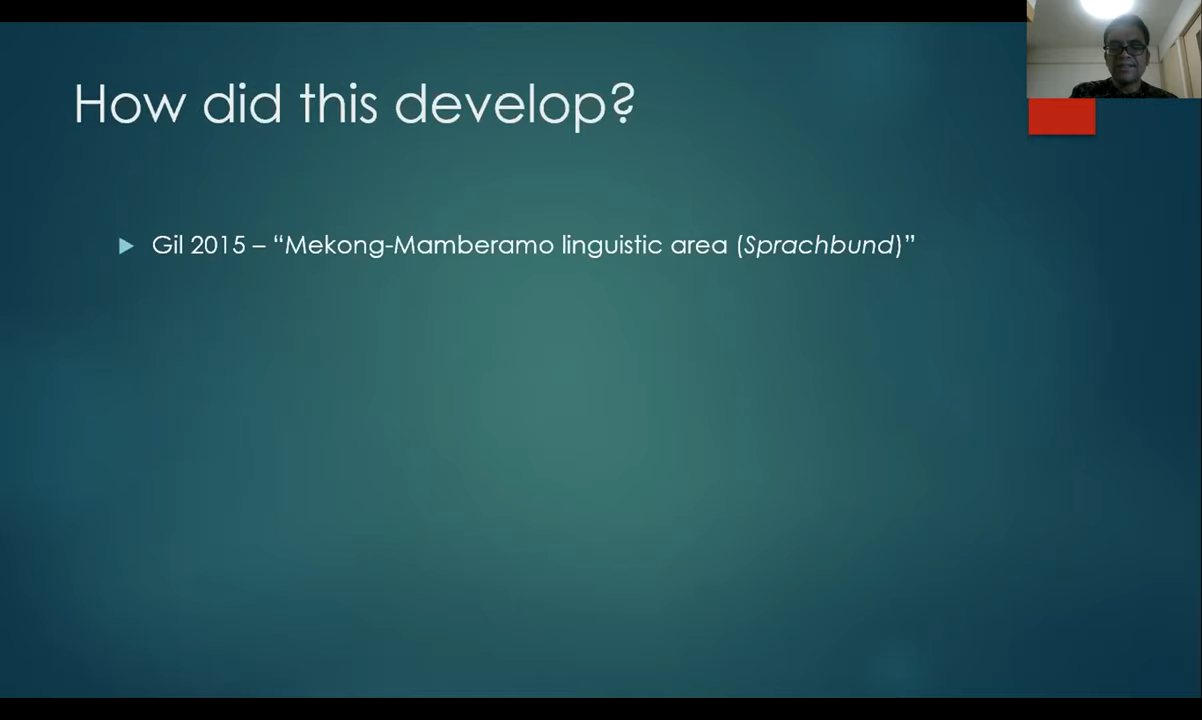 How did this develop?
Gil 2015 – “Mekong-Mamberamo linguistic area (Sprachbund)”